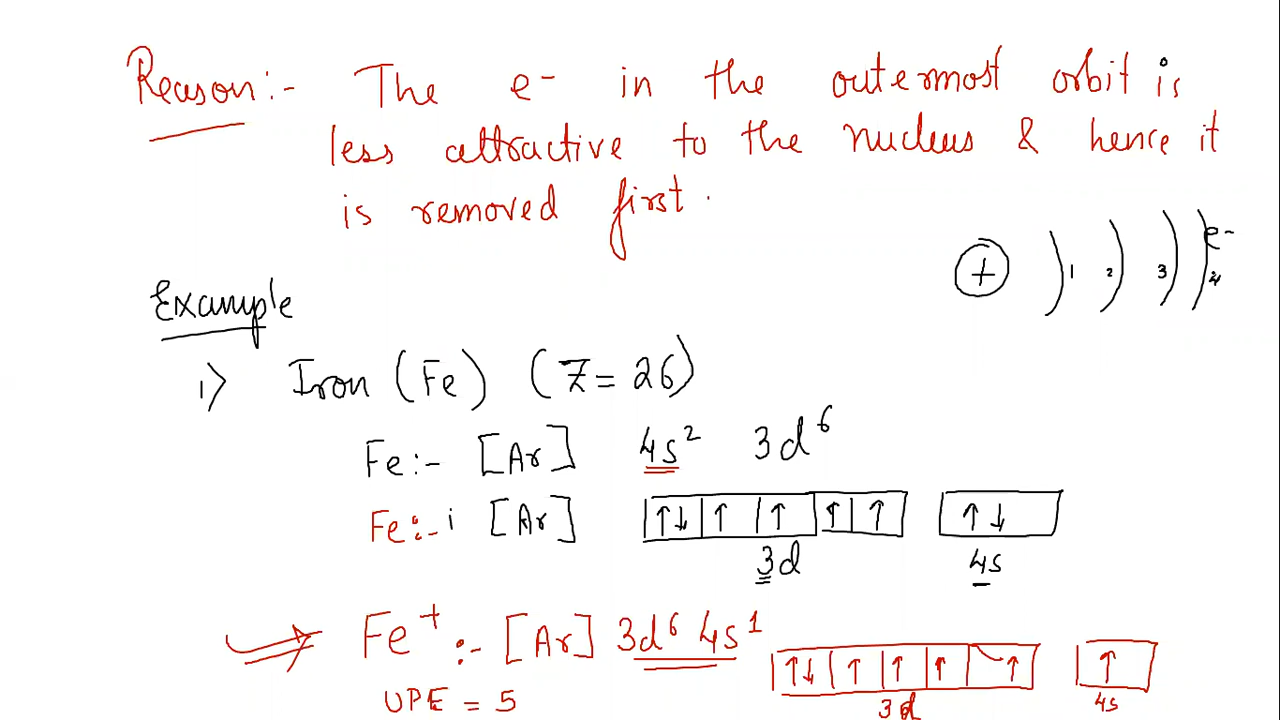 Reason:- The e- in the outermost orbit is
less attractive to the nucleus & hence it
is removed first.
+ 1 2 3 4 e-
Example
1) Iron (Fe) (Z = 26)
Fe:- [Ar] 4s² 3d⁶
Fe:- [Ar] ↑↓ ↑ ↑ ↑ ↑ ↑↓
3d 4s
Fe⁺ :- [Ar] 3d⁶ 4s¹ ↑↓ ↑ ↑ ↑ ↑ ↑
UPE = 5 3d 4s